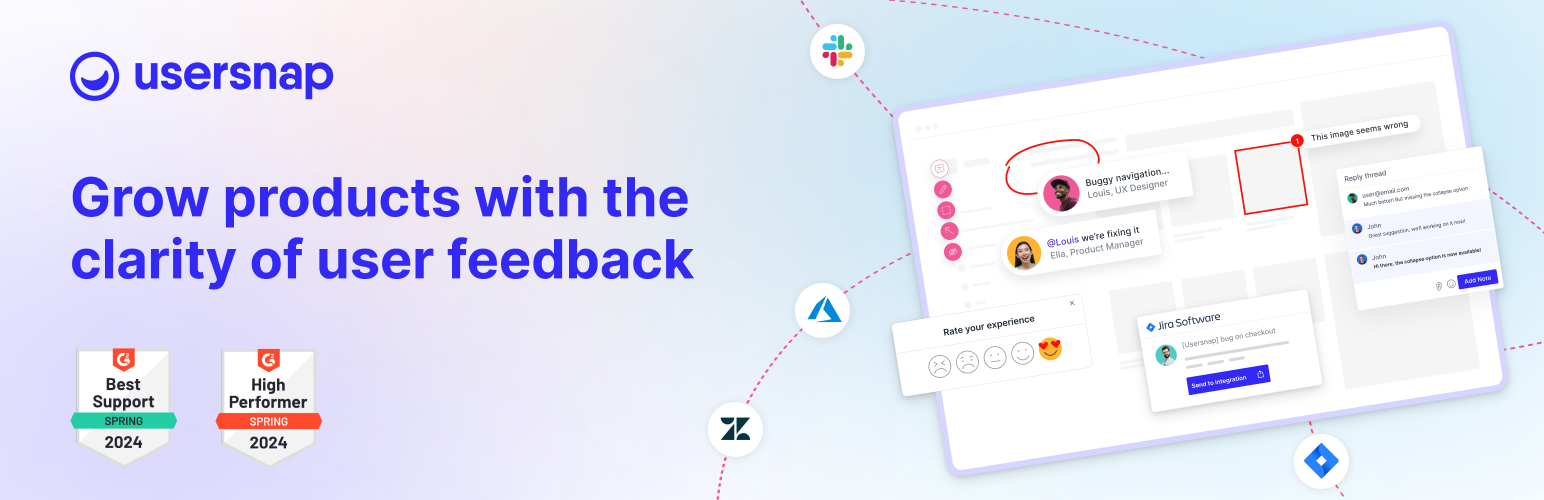 usersnap
Grow products with the
clarity of user feedback
Best
Support
SPRING
2024
High
Performer
SPRING
2024
1
This image seems wrong
Buggy navigation...
Louis, UX Designer
@Louis we're fixing it
Ella, Product Manager
Reply thread
user@email.com
Much better! But missing the collapse option
John
Great suggestion, we'll working on it now!
John
Hi there, the collapse option is now available!
Add Note
Rate your experience
Jira Software
[Usersnap] bug on checkout
Send to integration